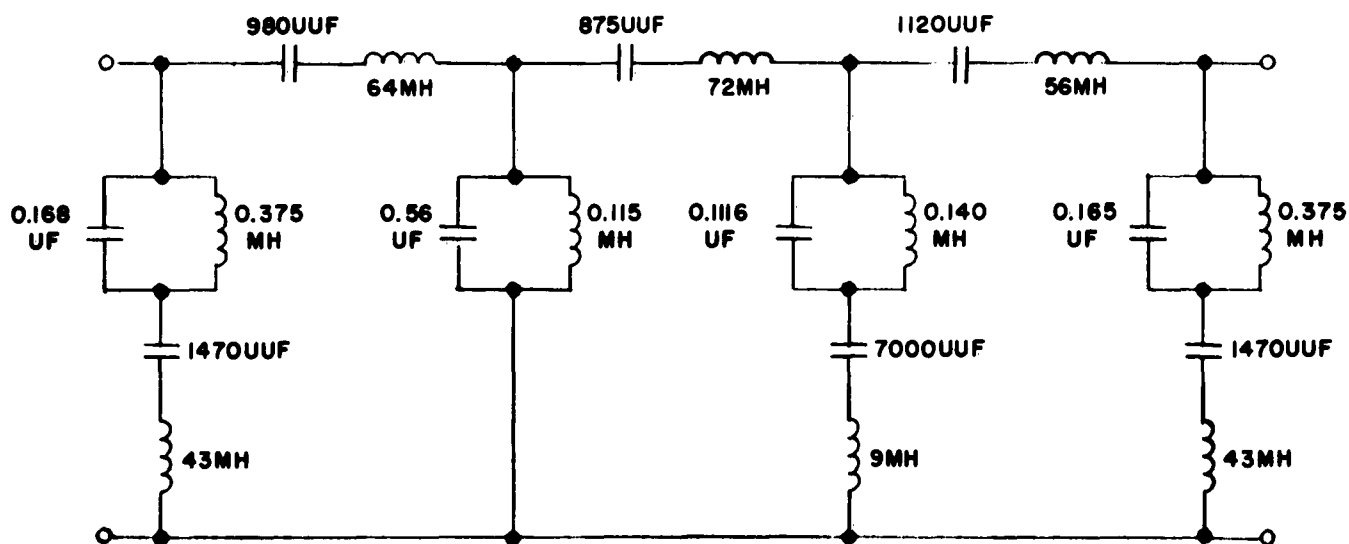 980UUF
875UUF
1120UUF
64MH
72MH
56MH
0.168
UF
0.375
MH
0.56
UF
0.115
MH
0.1116
UF
0.140
MH
0.165
UF
0.375
MH
1470UUF
7000UUF
1470UUF
43MH
9MH
43MH